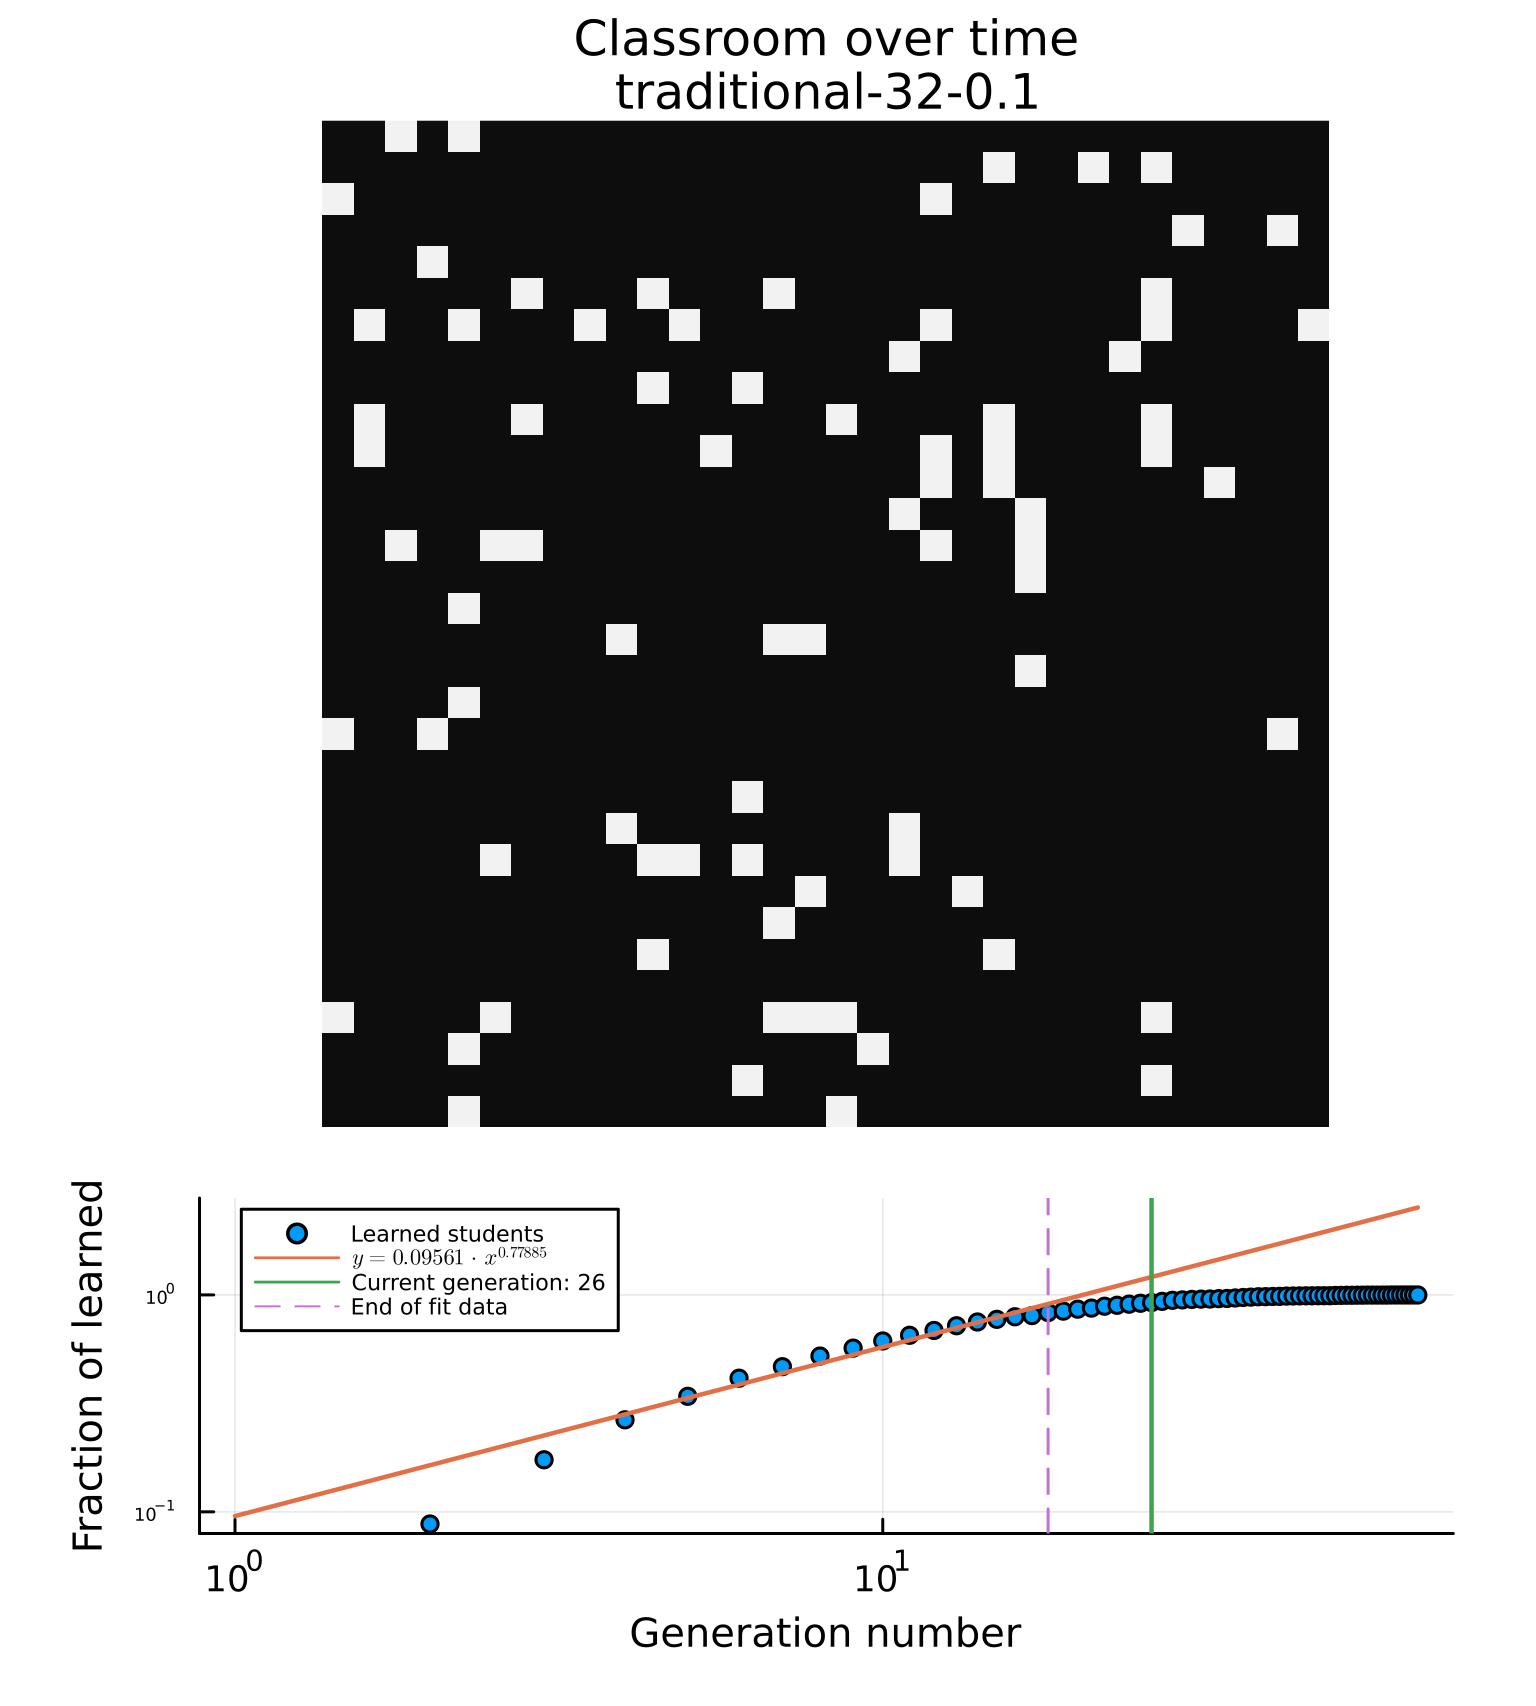 Classroom over time
traditional-32-0.1
Fraction of learned
Learned students
y = 0.09561 · x^0.77885
Current generation: 26
End of fit data
10^0
10^−1
10^0
10^1
Generation number